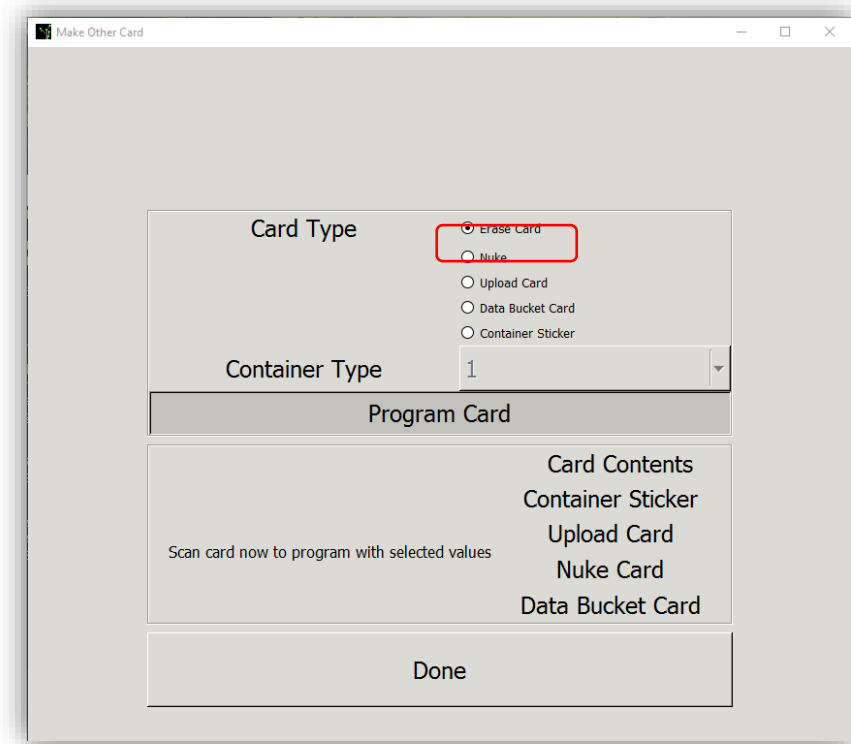 Make Other Card
Card Type
Erase Card
Nuke
Upload Card
Data Bucket Card
Container Sticker
Container Type
1
Program Card
Scan card now to program with selected values
Card Contents
Container Sticker
Upload Card
Nuke Card
Data Bucket Card
Done